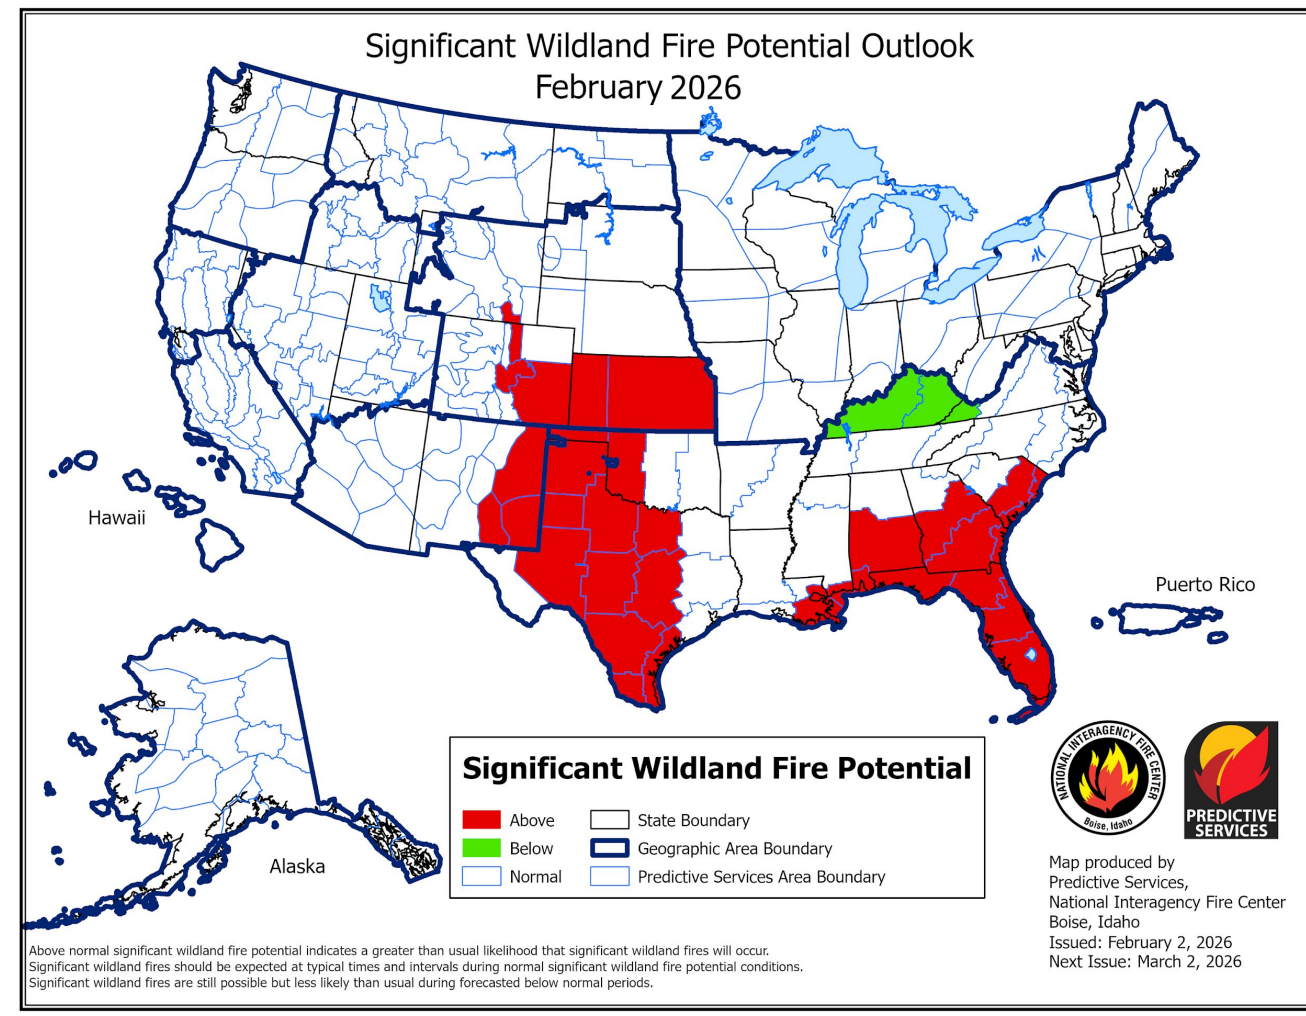 Significant Wildland Fire Potential Outlook
February 2026
Hawaii
Puerto Rico
Alaska
Significant Wildland Fire Potential
Above
State Boundary
Below
Geographic Area Boundary
Normal
Predictive Services Area Boundary
NATIONAL INTERAGENCY FIRE CENTER
Boise, Idaho
PREDICTIVE
SERVICES
Map produced by
Predictive Services,
National Interagency Fire Center
Boise, Idaho
Issued: February 2, 2026
Next Issue: March 2, 2026
Above normal significant wildland fire potential indicates a greater than usual likelihood that significant wildland fires will occur.
Significant wildland fires should be expected at typical times and intervals during normal significant wildland fire potential conditions.
Significant wildland fires are still possible but less likely than usual during forecasted below normal periods.